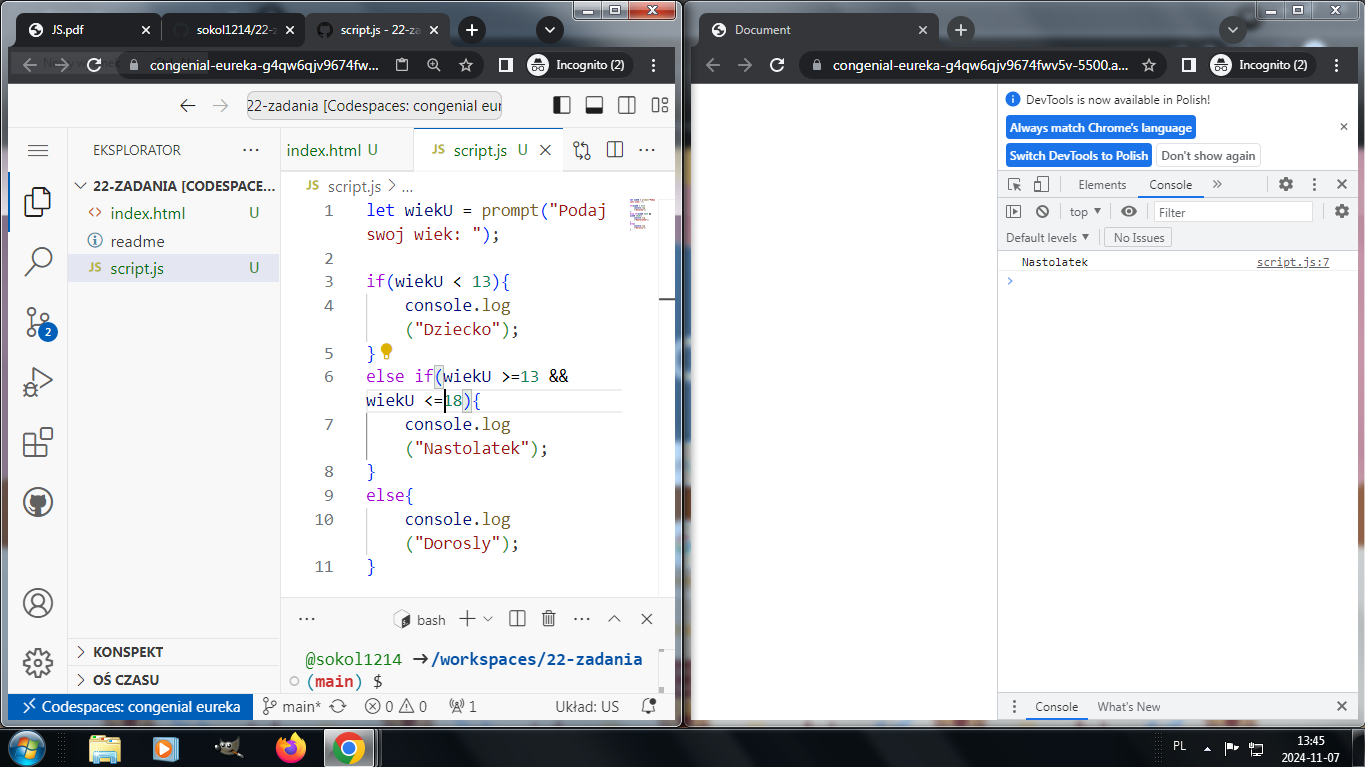 JS.pdf
sokol1214/22-z
script.js - 22-za
congenial-eureka-g4qw6qjv9674fw...
Incognito (2)
22-zadania [Codespaces: congenial eur
EKSPLORATOR
22-ZADANIA [CODESPACE...
index.html U
readme
script.js U
KONSPEKT
OŚ CZASU
index.html U
JS script.js U
JS script.js > ...
1 let wiekU = prompt("Podaj
swoj wiek: ");
2
3 if(wiekU < 13){
4 console.log
("Dziecko");
5 }
6 else if(wiekU >=13 &&
wiekU <=18){
7 console.log
("Nastolatek");
8 }
9 else{
10 console.log
("Dorosly");
11 }
bash
@sokol1214 →/workspaces/22-zadania
(main) $
2
Codespaces: congenial eureka
main*
0 0
1
Układ: US
Document
congenial-eureka-g4qw6qjv9674fwv5v-5500.a...
Incognito (2)
DevTools is now available in Polish!
Always match Chrome's language
Switch DevTools to Polish
Don't show again
Elements
Console
top
Filter
Default levels
No Issues
Nastolatek script.js:7
Console
What's New
PL
13:45
2024-11-07